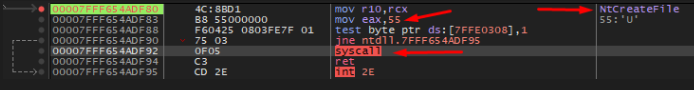 00007FFF654ADF80 4C:8BD1 mov r10,rcx NtCreateFile
00007FFF654ADF83 B8 55000000 mov eax,55 55:'U'
00007FFF654ADF88 F60425 0803FE7F 01 test byte ptr ds:[7FFE0308],1
00007FFF654ADF90 75 03 jne ntdll.7FFF654ADF95
00007FFF654ADF92 0F05 syscall
00007FFF654ADF94 C3 ret
00007FFF654ADF95 CD 2E int 2E